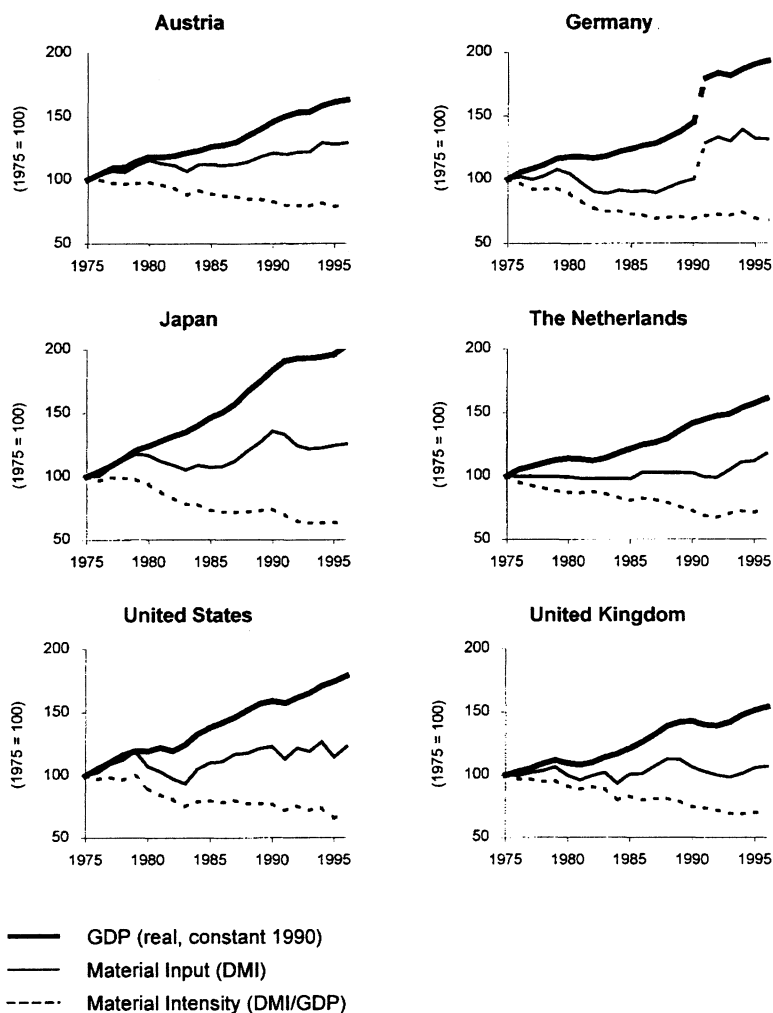 Austria
200
150
100
50
(1975 = 100)
1975 1980 1985 1990 1995
Germany
200
150
100
50
(1975 = 100)
1975 1980 1985 1990 1995
Japan
200
150
100
50
(1975 = 100)
1975 1980 1985 1990 1995
The Netherlands
200
150
100
50
(1975 = 100)
1975 1980 1985 1990 1995
United States
200
150
100
50
(1975 = 100)
1975 1980 1985 1990 1995
United Kingdom
200
150
100
50
(1975 = 100)
1975 1980 1985 1990 1995
GDP (real, constant 1990)
Material Input (DMI)
Material Intensity (DMI/GDP)